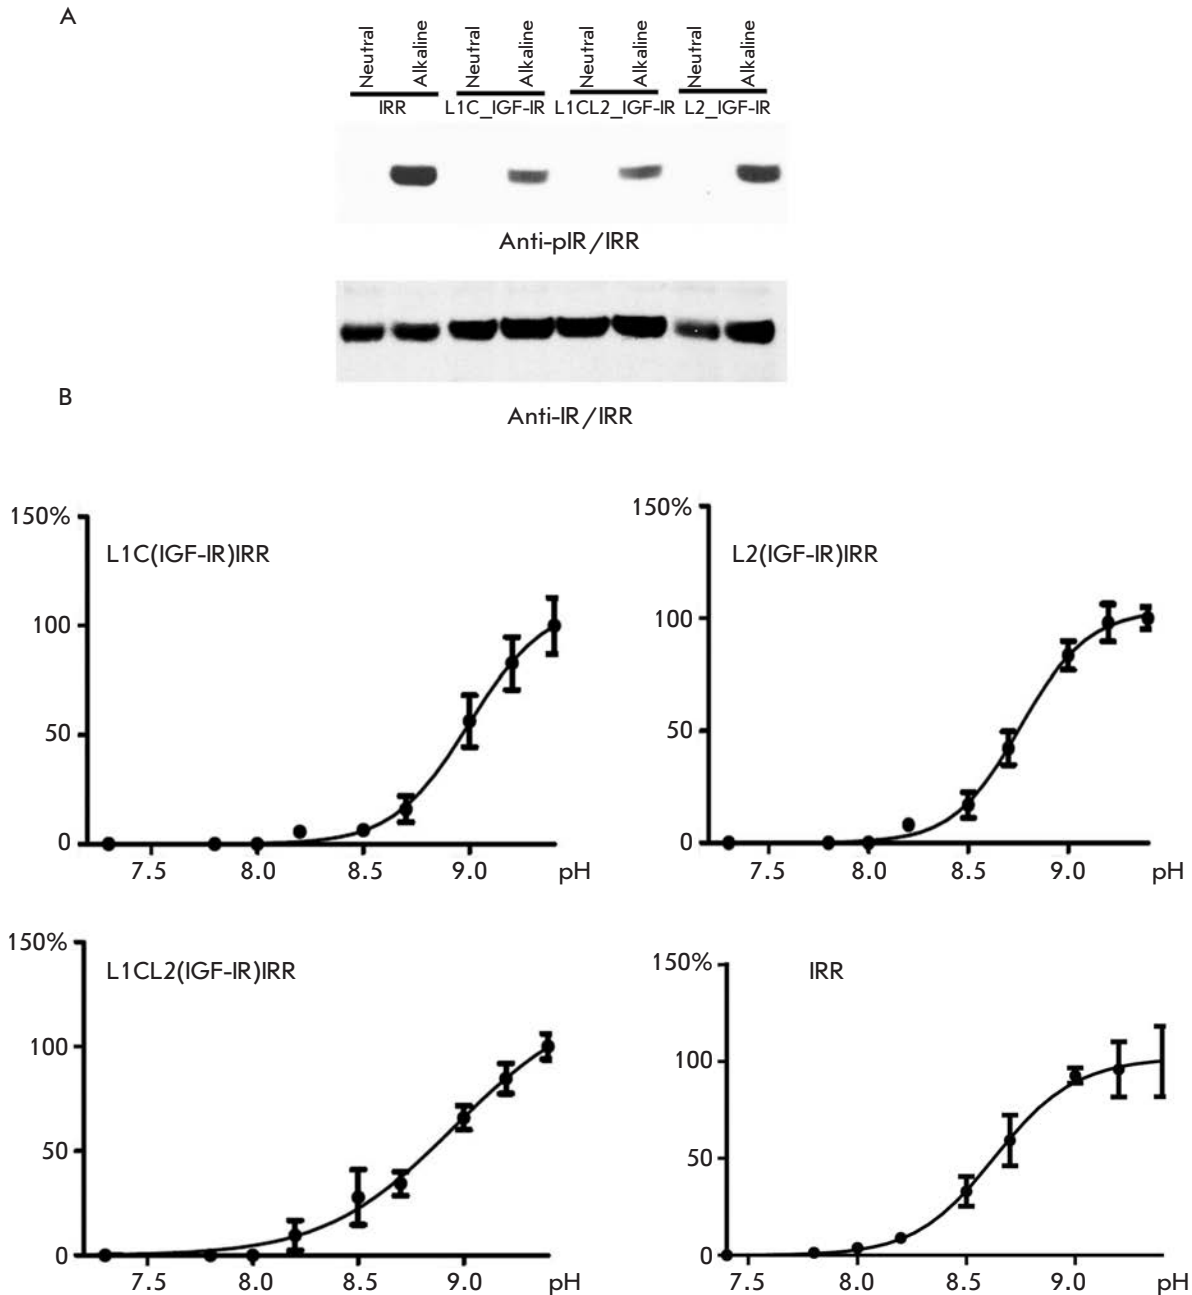 A
Neutral Alkaline Neutral Alkaline Neutral Alkaline Neutral Alkaline
IRR L1C_IGF-IR L1CL2_IGF-IR L2_IGF-IR
Anti-pIR/IRR
Anti-IR/IRR
B
150%
L1C(IGF-IR)IRR
100
50
0
7.5 8.0 8.5 9.0 pH
150%
L2(IGF-IR)IRR
100
50
0
7.5 8.0 8.5 9.0 pH
150%
L1CL2(IGF-IR)IRR
100
50
0
7.5 8.0 8.5 9.0 pH
150%
IRR
100
50
0
7.5 8.0 8.5 9.0 pH